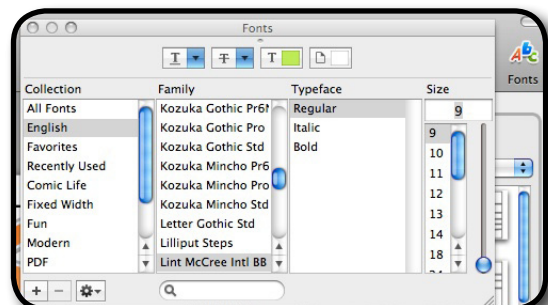 Fonts
T T T
ABC
Fonts
Collection Family Typeface Size
All Fonts Kozuka Gothic Pr6N Regular 9
English Kozuka Gothic Pro Italic 9
Favorites Kozuka Gothic Std Bold 10
Recently Used Kozuka Mincho Pr6 11
Comic Life Kozuka Mincho Pro 12
Fixed Width Kozuka Mincho Std 13
Fun Letter Gothic Std 14
Modern Lilliput Steps 18
PDF Lint McCree Intl BB